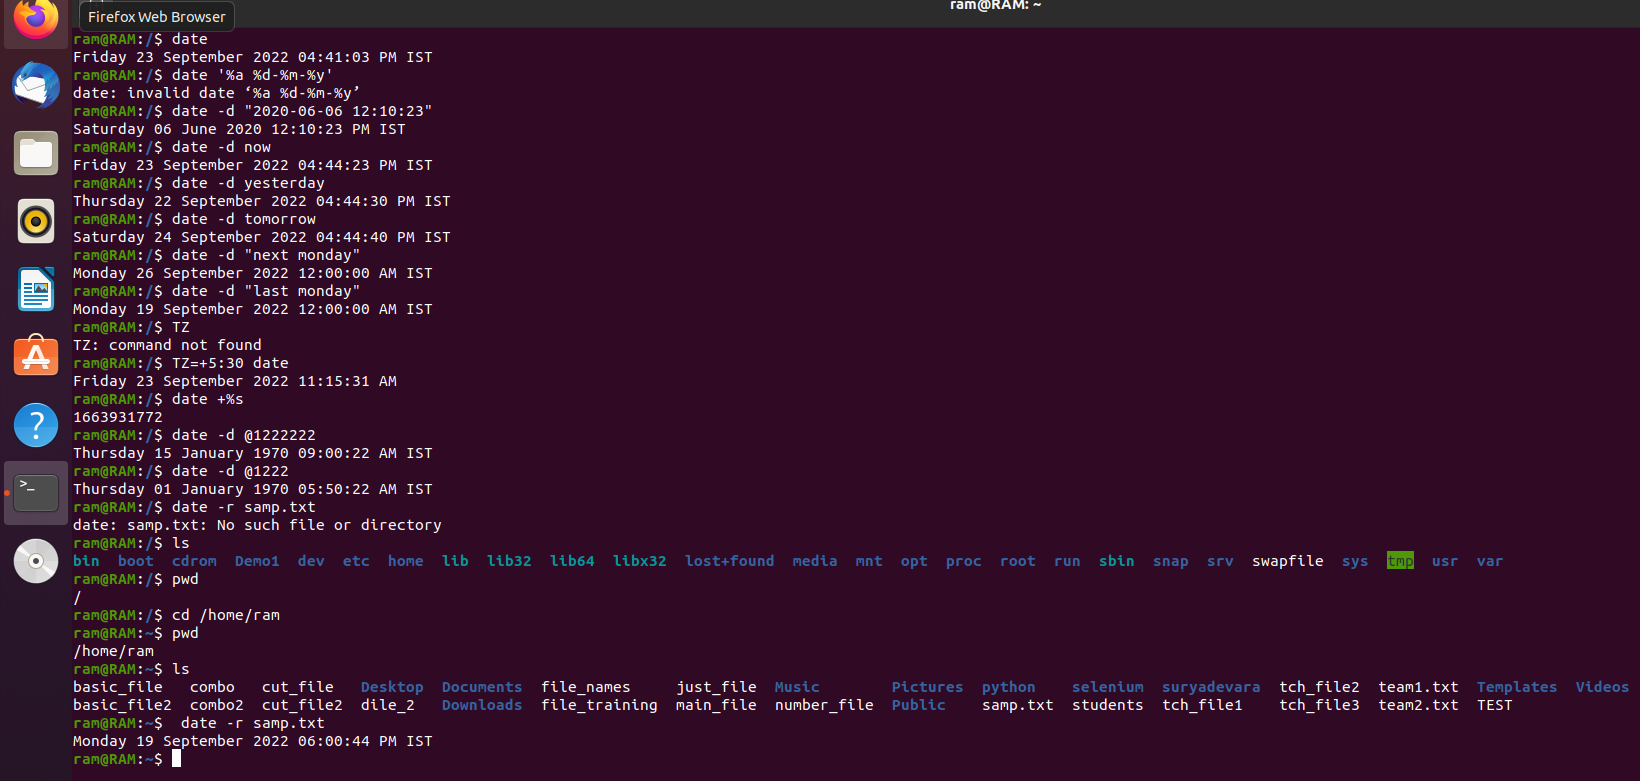 ram@RAM: ~
Firefox Web Browser
ram@RAM:/$ date
Friday 23 September 2022 04:41:03 PM IST
ram@RAM:/$ date '%a %d-%m-%y'
date: invalid date ‘%a %d-%m-%y’
ram@RAM:/$ date -d "2020-06-06 12:10:23"
Saturday 06 June 2020 12:10:23 PM IST
ram@RAM:/$ date -d now
Friday 23 September 2022 04:44:23 PM IST
ram@RAM:/$ date -d yesterday
Thursday 22 September 2022 04:44:30 PM IST
ram@RAM:/$ date -d tomorrow
Saturday 24 September 2022 04:44:40 PM IST
ram@RAM:/$ date -d "next monday"
Monday 26 September 2022 12:00:00 AM IST
ram@RAM:/$ date -d "last monday"
Monday 19 September 2022 12:00:00 AM IST
ram@RAM:/$ TZ
TZ: command not found
ram@RAM:/$ TZ=+5:30 date
Friday 23 September 2022 11:15:31 AM
ram@RAM:/$ date +%s
1663931772
ram@RAM:/$ date -d @1222222
Thursday 15 January 1970 09:00:22 AM IST
ram@RAM:/$ date -d @1222
Thursday 01 January 1970 05:50:22 AM IST
ram@RAM:/$ date -r samp.txt
date: samp.txt: No such file or directory
ram@RAM:/$ ls
bin boot cdrom Demo1 dev etc home lib lib32 lib64 libx32 lost+found media mnt opt proc root run sbin snap srv swapfile sys tmp usr var
ram@RAM:/$ pwd
/
ram@RAM:/$ cd /home/ram
ram@RAM:~$ pwd
/home/ram
ram@RAM:~$ ls
basic_file combo cut_file Desktop Documents file_names just_file Music Pictures python selenium suryadevara tch_file2 team1.txt Templates Videos
basic_file2 combo2 cut_file2 dile_2 Downloads file_training main_file number_file Public samp.txt students tch_file1 tch_file3 team2.txt TEST
ram@RAM:~$ date -r samp.txt
Monday 19 September 2022 06:00:44 PM IST
ram@RAM:~$